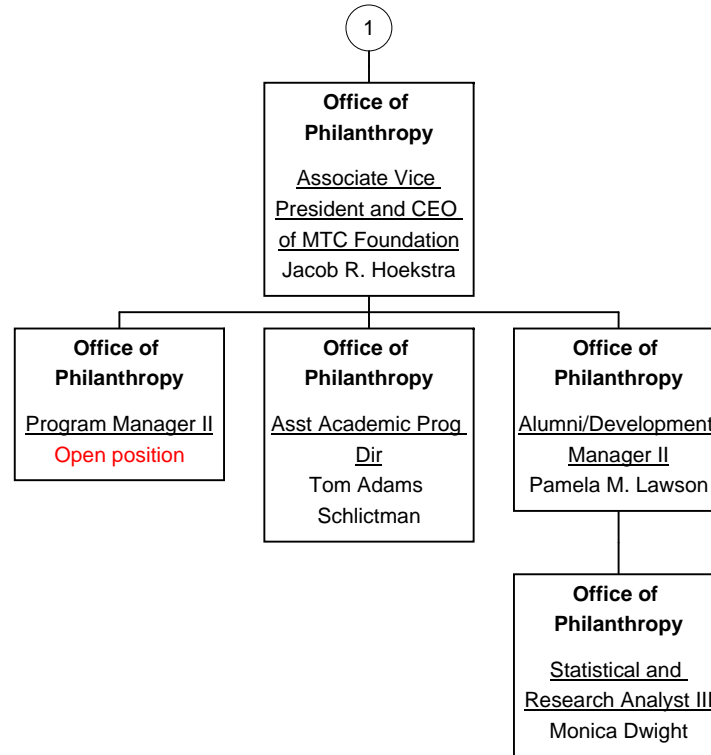 1
Office of
Philanthropy
Associate Vice
President and CEO
of MTC Foundation
Jacob R. Hoekstra
Office of
Philanthropy
Program Manager II
Open position
Office of
Philanthropy
Asst Academic Prog
Dir
Tom Adams
Schlictman
Office of
Philanthropy
Alumni/Development
Manager II
Pamela M. Lawson
Office of
Philanthropy
Statistical and
Research Analyst III
Monica Dwight